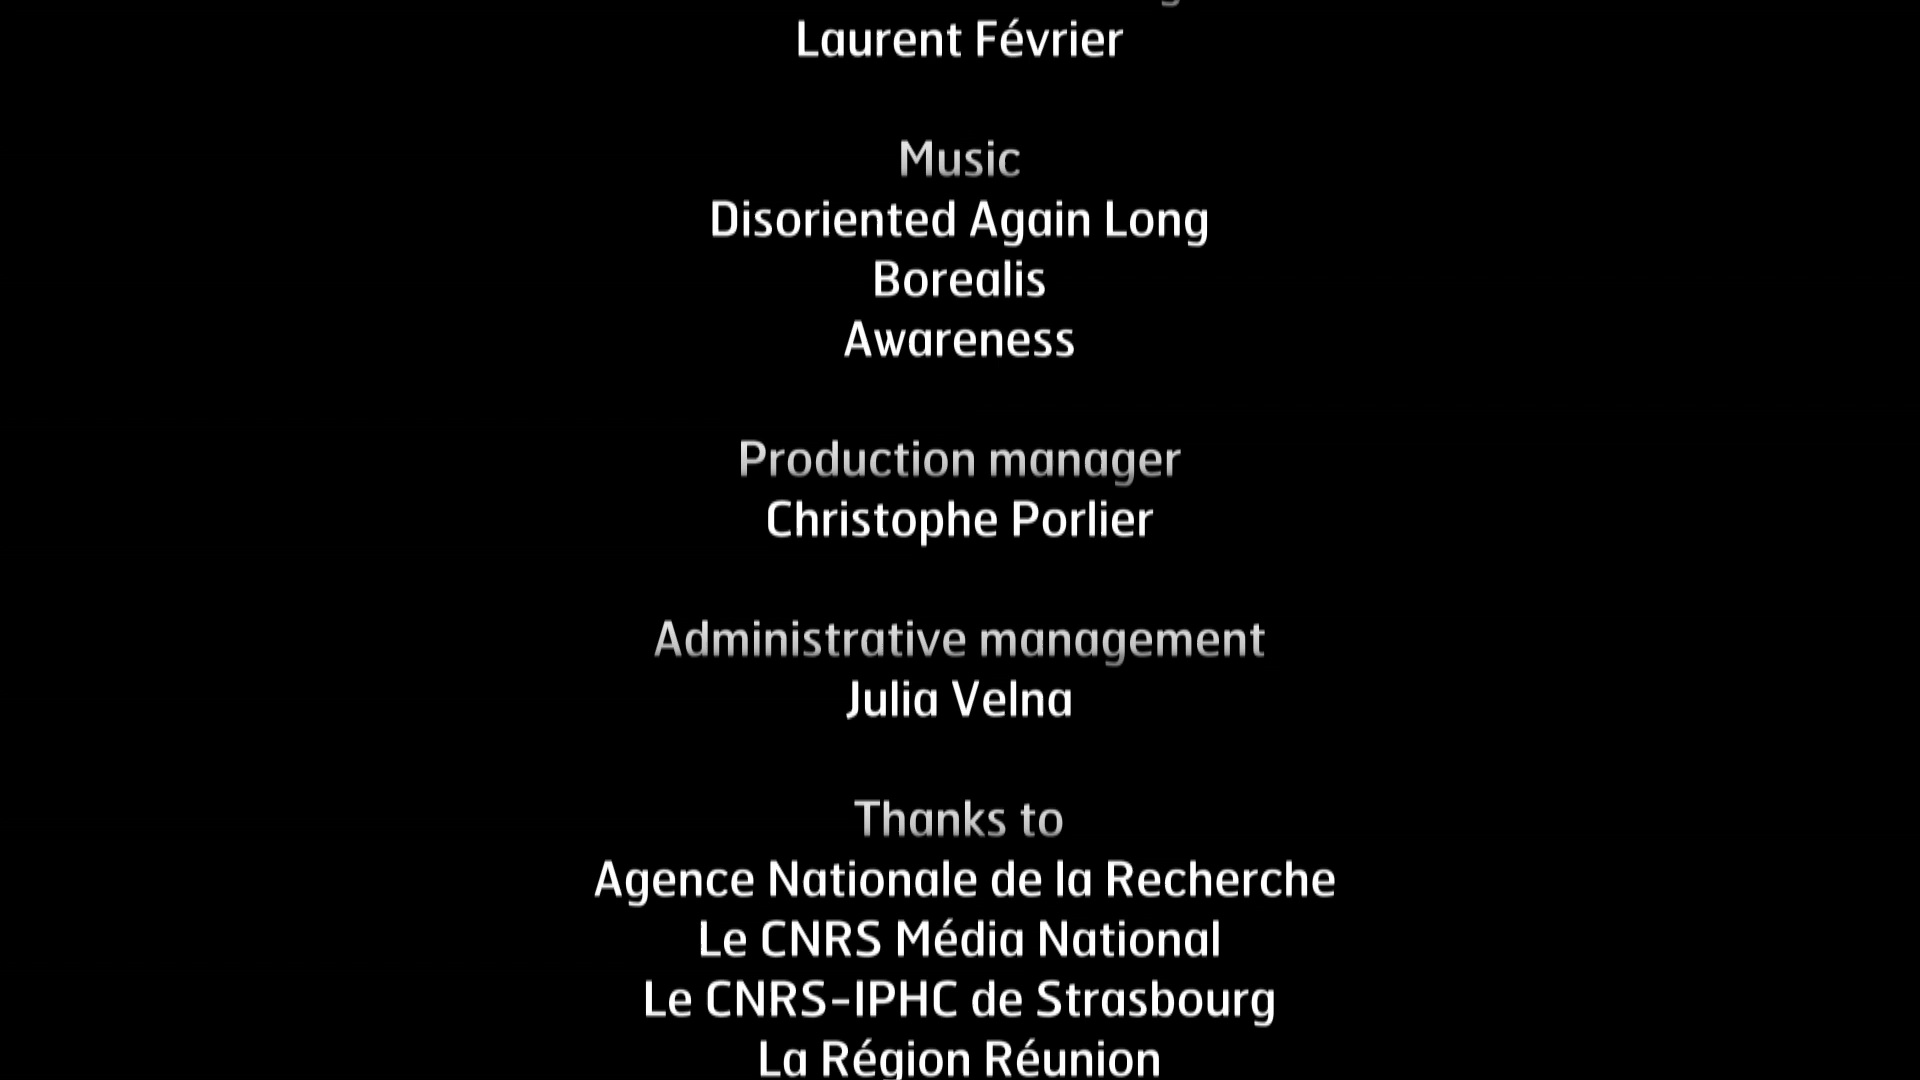 Laurent Février
Music
Disoriented Again Long
Borealis
Awareness
Production manager
Christophe Porlier
Administrative management
Julia Velna
Thanks to
Agence Nationale de la Recherche
Le CNRS Média National
Le CNRS-IPHC de Strasbourg
La Région Réunion